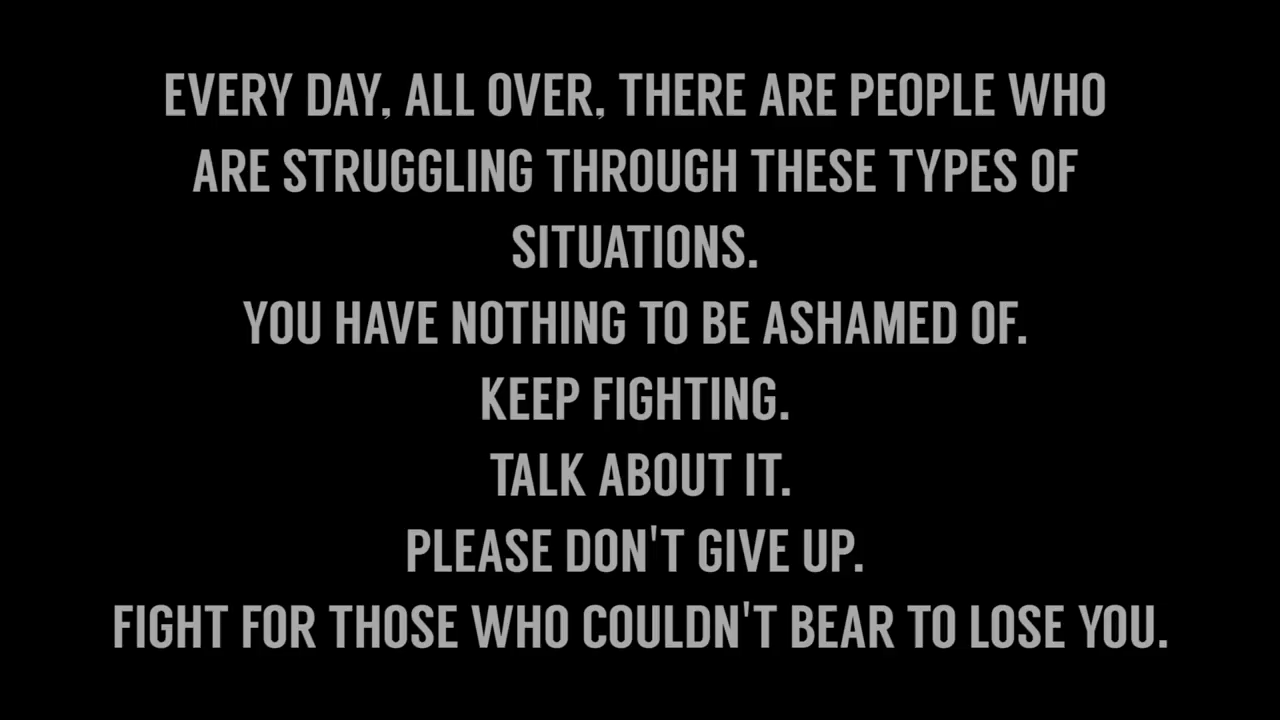 EVERY DAY, ALL OVER, THERE ARE PEOPLE WHO
ARE STRUGGLING THROUGH THESE TYPES OF
SITUATIONS.
YOU HAVE NOTHING TO BE ASHAMED OF.
KEEP FIGHTING.
TALK ABOUT IT.
PLEASE DON'T GIVE UP.
FIGHT FOR THOSE WHO COULDN'T BEAR TO LOSE YOU.